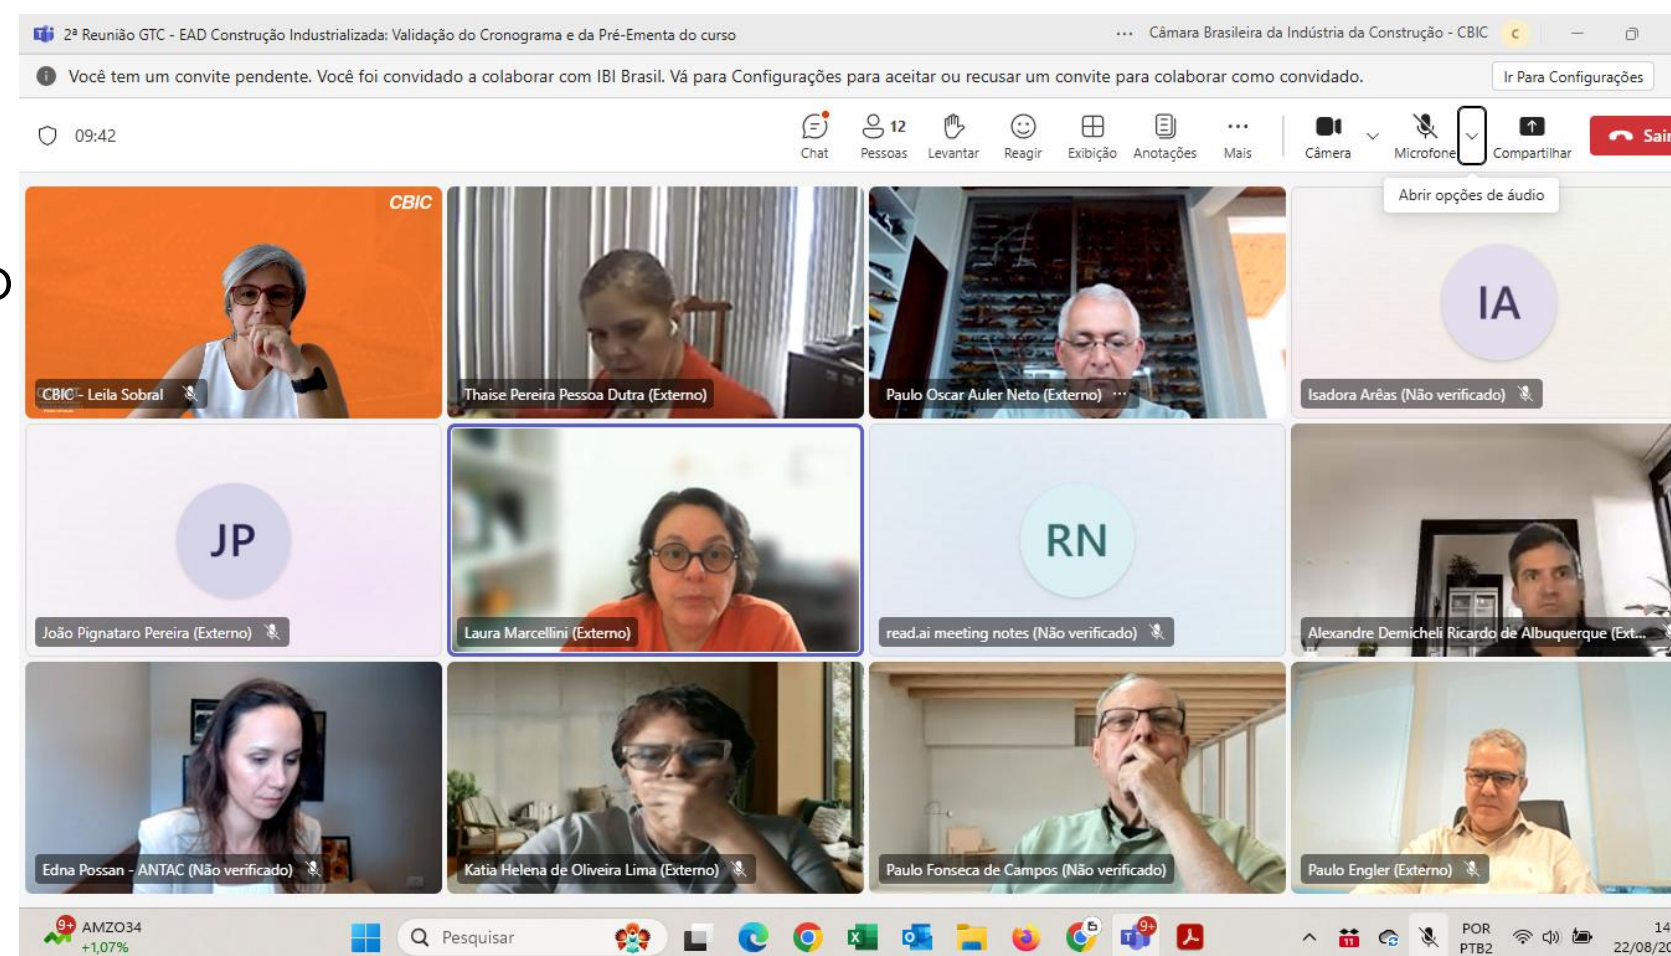 2ª Reunião GTC - EAD Construção Industrializada: Validação do Cronograma e da Pré-Ementa do curso
Câmara Brasileira da Indústria da Construção - CBIC
C
Você tem um convite pendente. Você foi convidado a colaborar com IBI Brasil. Vá para Configurações para aceitar ou recusar um convite para colaborar como convidado.
Ir Para Configurações
09:42
Chat
12
Pessoas
Levantar
Reagir
Exibição
Anotações
Mais
Câmera
Microfone
Compartilhar
Sair
Abrir opções de áudio
CBIC
CBIC - Leila Sobral
Thaise Pereira Pessoa Dutra (Externo)
Paulo Oscar Auler Neto (Externo) ...
IA
Isadora Arêas (Não verificado)
JP
João Pignataro Pereira (Externo)
Laura Marcellini (Externo)
RN
read.ai meeting notes (Não verificado)
Alexandre Demicheli Ricardo de Albuquerque (Ext...
Edna Possan - ANTAC (Não verificado)
Katia Helena de Oliveira Lima (Externo)
Paulo Fonseca de Campos (Não verificado)
Paulo Engler (Externo)
9+
AMZO34
+1,07%
Pesquisar
9+
11
POR
PTB2
14
22/08/20